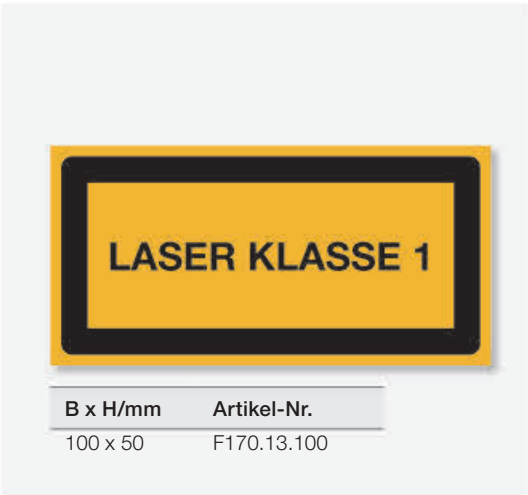 LASER KLASSE 1
B x H/mm Artikel-Nr.
100 x 50 F170.13.100